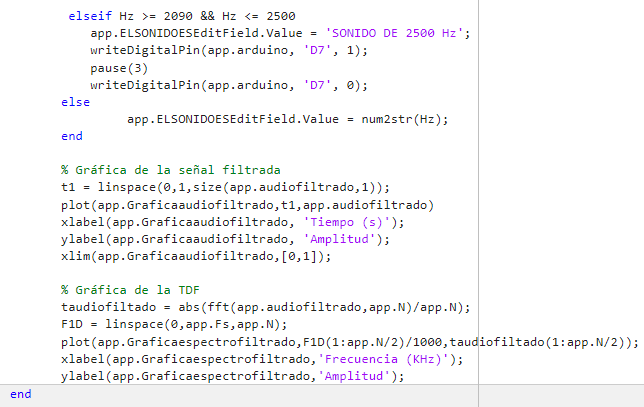 elseif Hz >= 2090 && Hz <= 2500
app.ELSONIDOESEditField.Value = 'SONIDO DE 2500 Hz';
writeDigitalPin(app.arduino, 'D7', 1);
pause(3)
writeDigitalPin(app.arduino, 'D7', 0);
else
app.ELSONIDOESEditField.Value = num2str(Hz);
end
% Gráfica de la señal filtrada
t1 = linspace(0,1,size(app.audiofiltrado,1));
plot(app.Graficaaudiofiltrado,t1,app.audiofiltrado)
xlabel(app.Graficaaudiofiltrado, 'Tiempo (s)');
ylabel(app.Graficaaudiofiltrado, 'Amplitud');
xlim(app.Graficaaudiofiltrado,[0,1]);
% Gráfica de la TDF
taudiofiltado = abs(fft(app.audiofiltrado,app.N)/app.N);
F1D = linspace(0,app.Fs,app.N);
plot(app.Graficaespectrofiltrado,F1D(1:app.N/2)/1000,taudiofiltado(1:app.N/2));
xlabel(app.Graficaespectrofiltrado,'Frecuencia (KHz)');
ylabel(app.Graficaespectrofiltrado,'Amplitud');
end